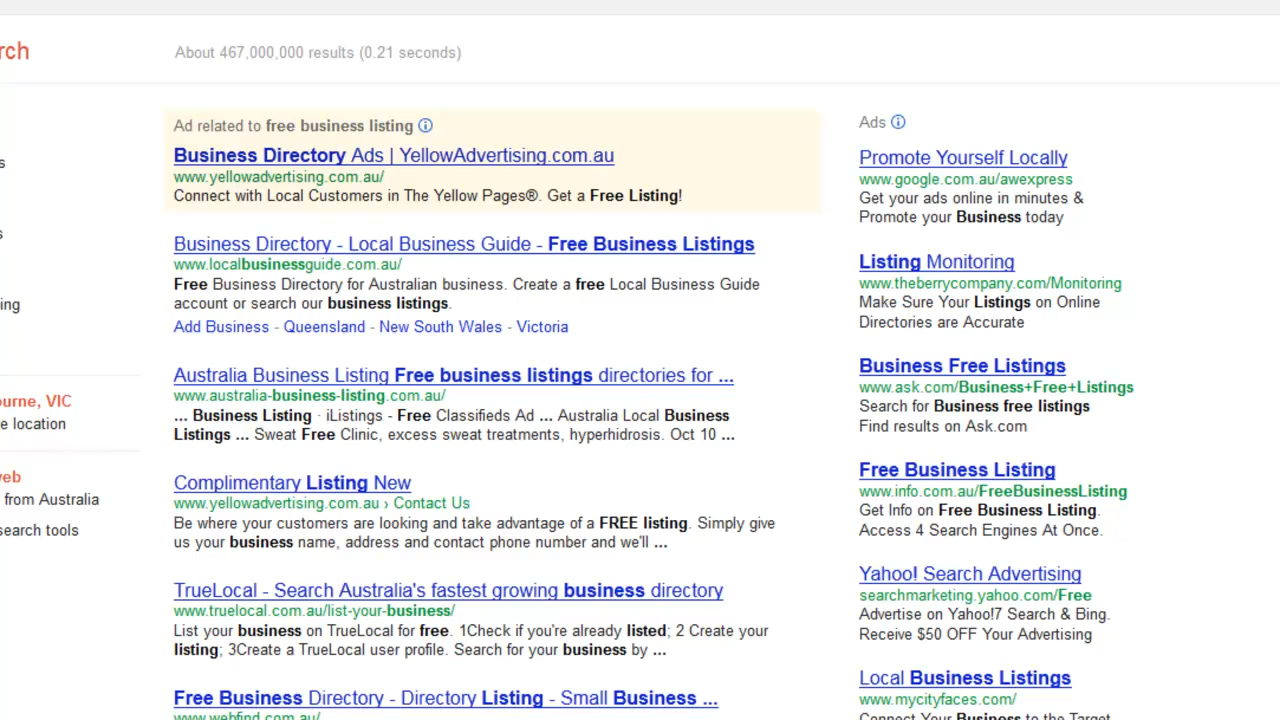 rch
About 467,000,000 results (0.21 seconds)
s
s
ing
ourne, VIC
e location
veb
from Australia
search tools
Ad related to free business listing
Business Directory Ads | YellowAdvertising.com.au
www.yellowadvertising.com.au/
Connect with Local Customers in The Yellow Pages®. Get a Free Listing!
Business Directory - Local Business Guide - Free Business Listings
www.localbusinessguide.com.au/
Free Business Directory for Australian business. Create a free Local Business Guide
account or search our business listings.
Add Business - Queensland - New South Wales - Victoria
Australia Business Listing Free business listings directories for ...
www.australia-business-listing.com.au/
... Business Listing · iListings - Free Classifieds Ad ... Australia Local Business
Listings ... Sweat Free Clinic, excess sweat treatments, hyperhidrosis. Oct 10 ...
Complimentary Listing New
www.yellowadvertising.com.au › Contact Us
Be where your customers are looking and take advantage of a FREE listing. Simply give
us your business name, address and contact phone number and we'll ...
TrueLocal - Search Australia's fastest growing business directory
www.truelocal.com.au/list-your-business/
List your business on TrueLocal for free. 1Check if you're already listed; 2 Create your
listing; 3Create a TrueLocal user profile. Search for your business by ...
Free Business Directory - Directory Listing - Small Business ...
www.webfind.com.au/
Ads
Promote Yourself Locally
www.google.com.au/awexpress
Get your ads online in minutes &
Promote your Business today
Listing Monitoring
www.theberrycompany.com/Monitoring
Make Sure Your Listings on Online
Directories are Accurate
Business Free Listings
www.ask.com/Business+Free+Listings
Search for Business free listings
Find results on Ask.com
Free Business Listing
www.info.com.au/FreeBusinessListing
Get Info on Free Business Listing.
Access 4 Search Engines At Once.
Yahoo! Search Advertising
searchmarketing.yahoo.com/Free
Advertise on Yahoo!7 Search & Bing.
Receive $50 OFF Your Advertising
Local Business Listings
www.mycityfaces.com/
Connect Your Business to the Target